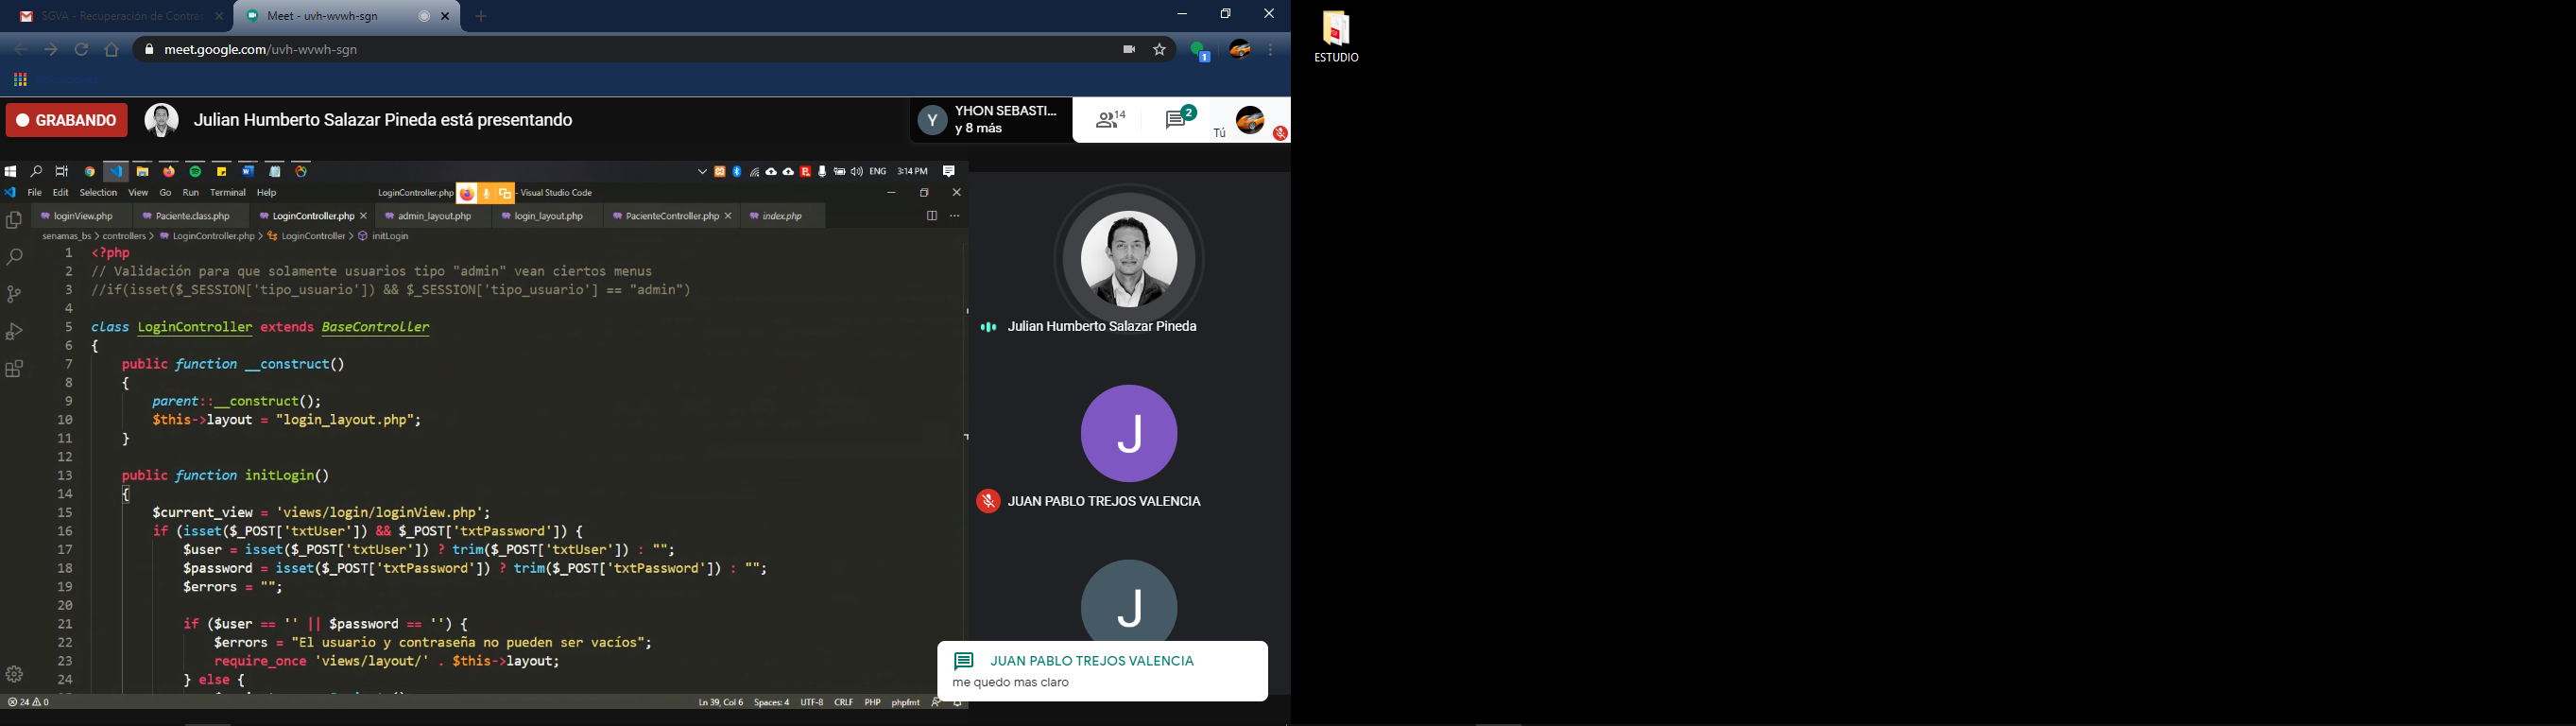 SGVA - Recuperación de Contra
Meet - uvh-wvwh-sgn
meet.google.com/uvh-wvwh-sgn
1
ESTUDIO
GRABANDO
Julian Humberto Salazar Pineda está presentando
Y
YHON SEBASTI...
y 8 más
14
2
Tú
ENG
3:14 PM
File Edit Selection View Go Run Terminal Help
LoginController.php
- Visual Studio Code
loginView.php
Paciente.class.php
LoginController.php
admin_layout.php
login_layout.php
PacienteController.php
index.php
senamas_bs > controllers > LoginController.php > LoginController > initLogin
1 <?php
2 // Validación para que solamente usuarios tipo "admin" vean ciertos menus
3 //if(isset($_SESSION['tipo_usuario']) && $_SESSION['tipo_usuario'] == "admin")
4
5 class LoginController extends BaseController
6 {
7 public function __construct()
8 {
9 parent::__construct();
10 $this->layout = "login_layout.php";
11 }
12
13 public function initLogin()
14 {
15 $current_view = 'views/login/loginView.php';
16 if (isset($_POST['txtUser']) && $_POST['txtPassword']) {
17 $user = isset($_POST['txtUser']) ? trim($_POST['txtUser']) : "";
18 $password = isset($_POST['txtPassword']) ? trim($_POST['txtPassword']) : "";
19 $errors = "";
20
21 if ($user == '' || $password == '') {
22 $errors = "El usuario y contraseña no pueden ser vacíos";
23 require_once 'views/layout/' . $this->layout;
24 } else {
24 0
Ln 39, Col 6 Spaces: 4 UTF-8 CRLF PHP phpfmt
Julian Humberto Salazar Pineda
J
JUAN PABLO TREJOS VALENCIA
J
JUAN PABLO TREJOS VALENCIA
me quedo mas claro